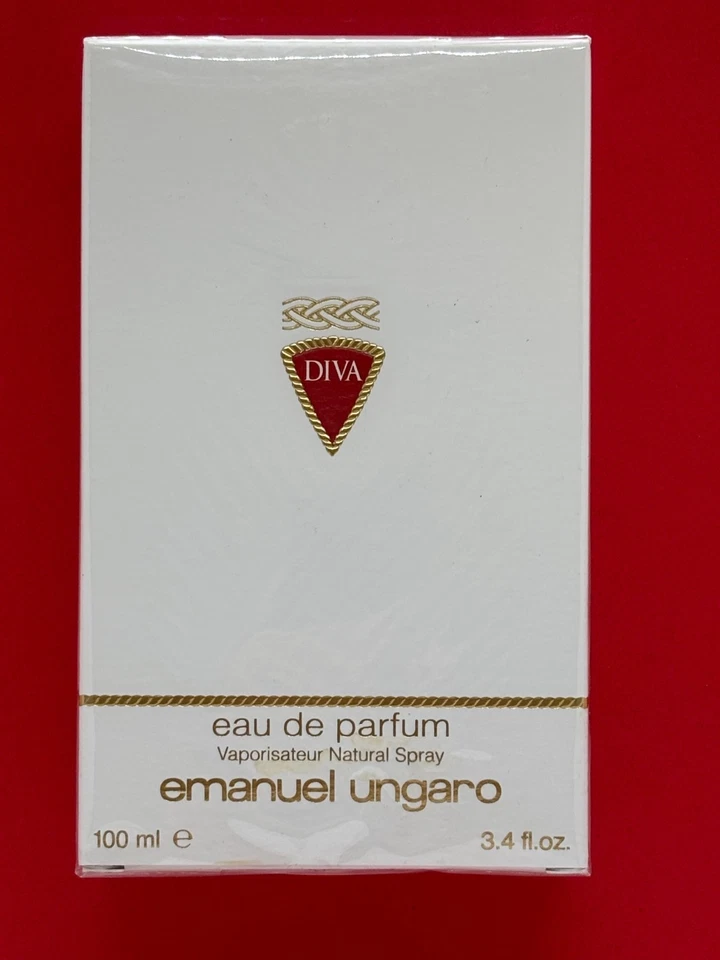 DIVA
eau de parfum
Vaporisateur Natural Spray
emanuel ungaro
100 ml ℮ 3.4 fl.oz.